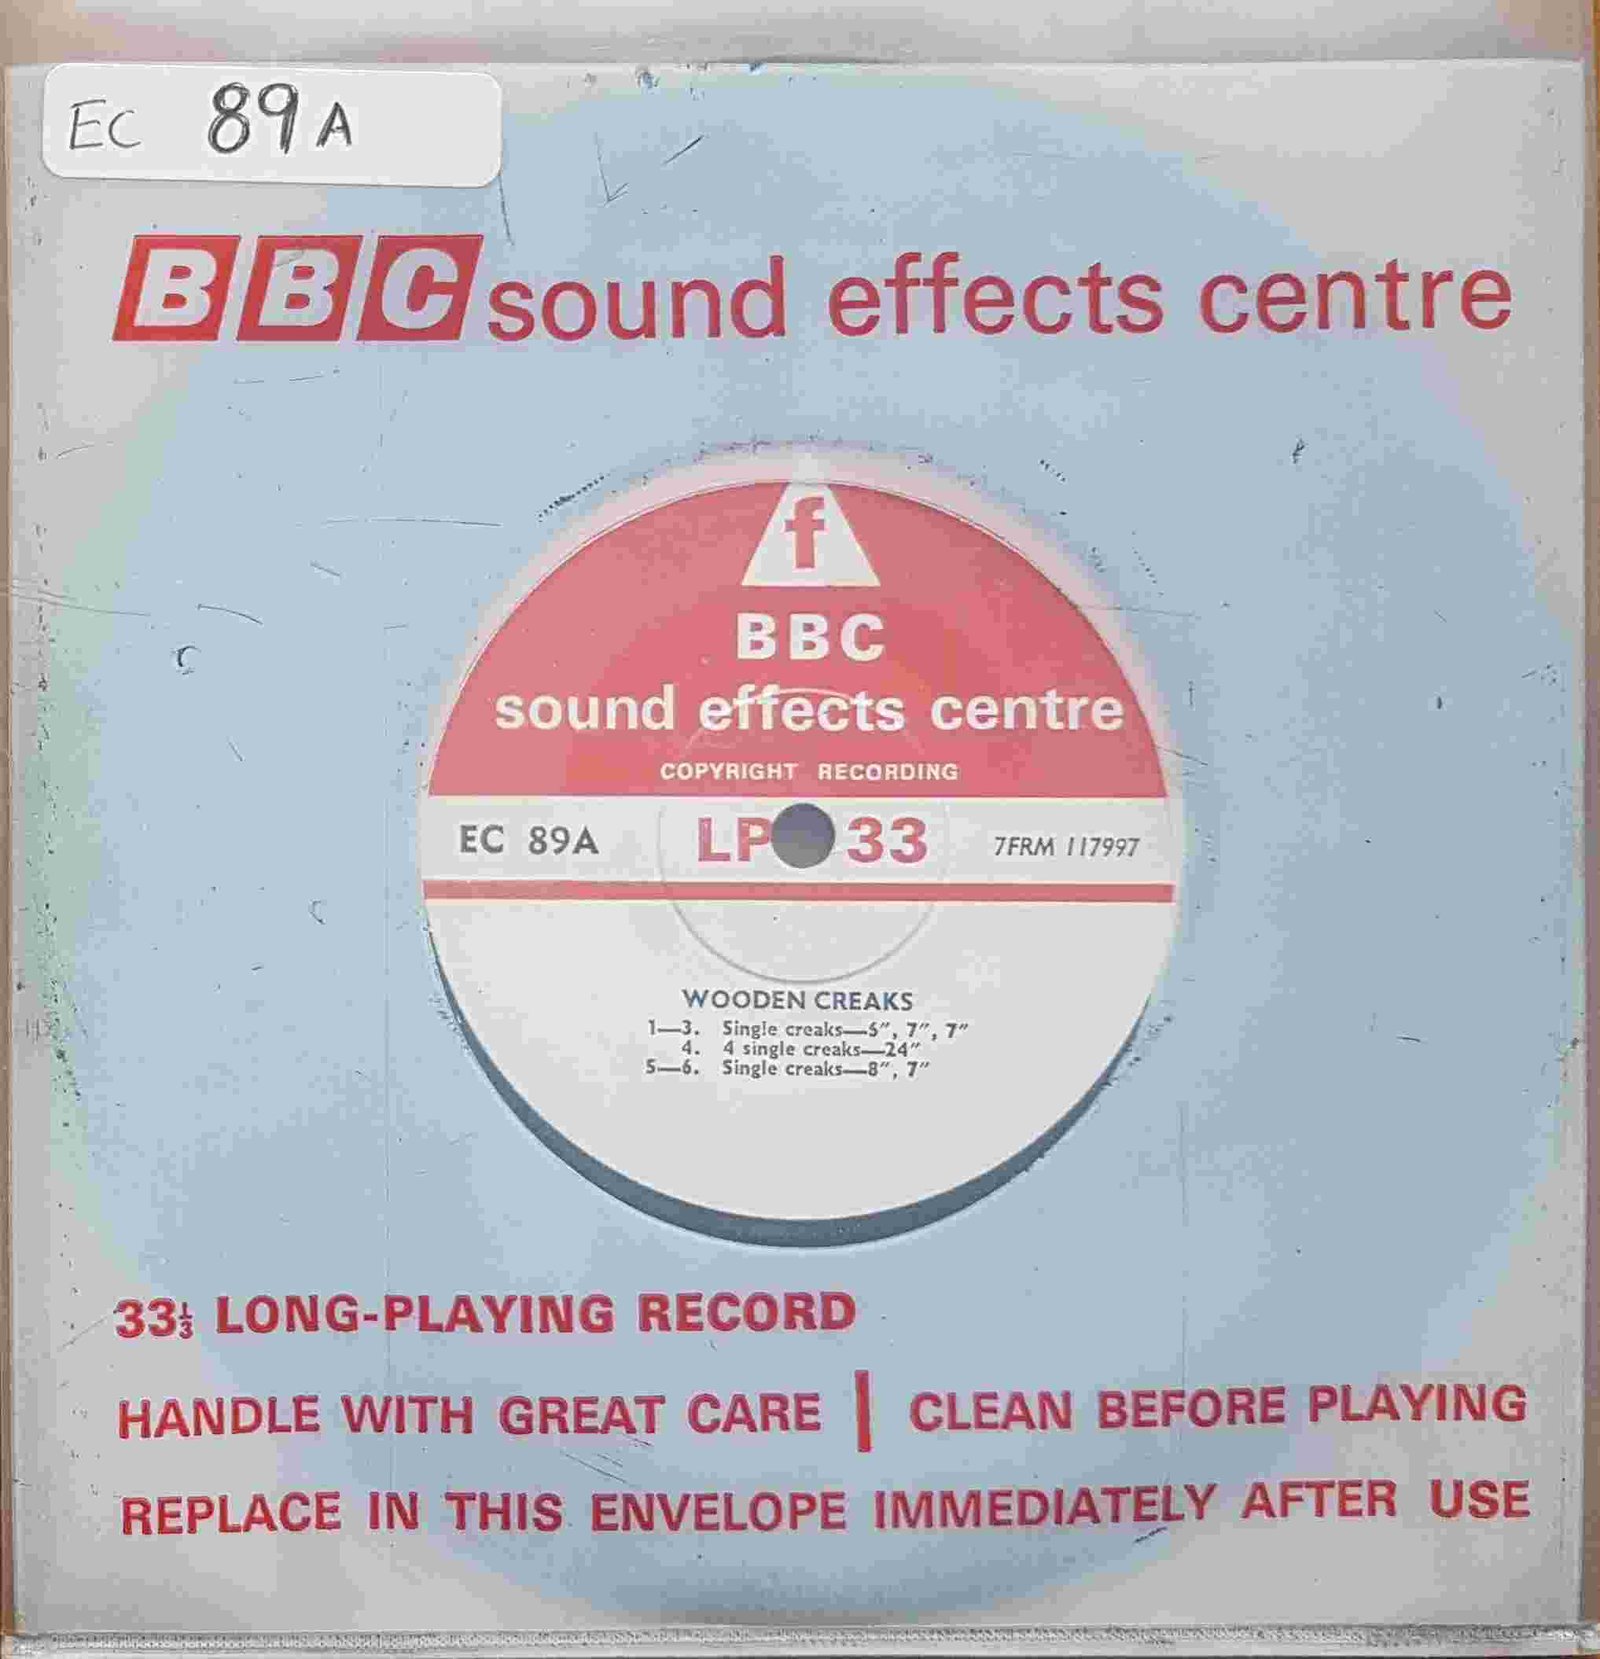 EC 89A
BBC sound effects centre
f
BBC
sound effects centre
COPYRIGHT RECORDING
EC 89A LP 33 7FRM 117997
WOODEN CREAKS
1—3. Single creaks—6″, 7″, 7″
4. 4 single creaks—24″
5—6. Single creaks—8″, 7″
33⅓ LONG-PLAYING RECORD
HANDLE WITH GREAT CARE | CLEAN BEFORE PLAYING
REPLACE IN THIS ENVELOPE IMMEDIATELY AFTER USE